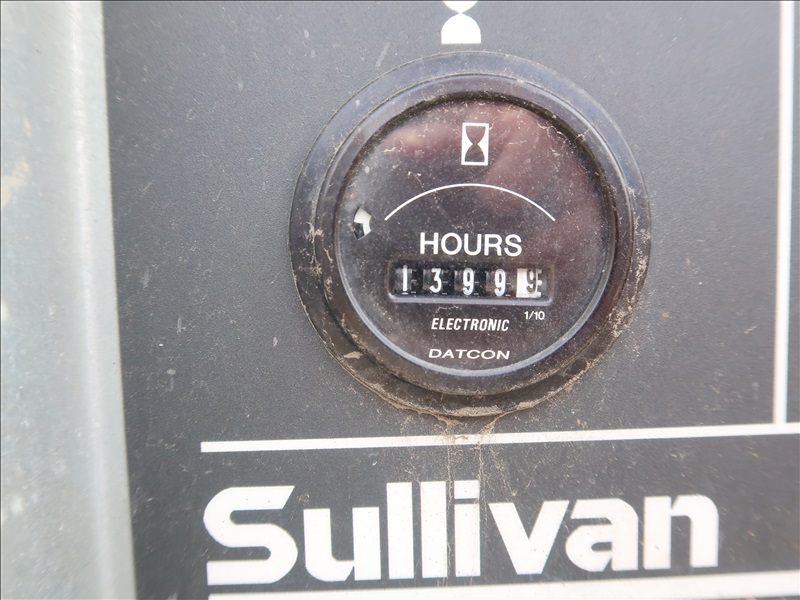 HOURS
13999
1/10
ELECTRONIC
DATCON
Sullivan